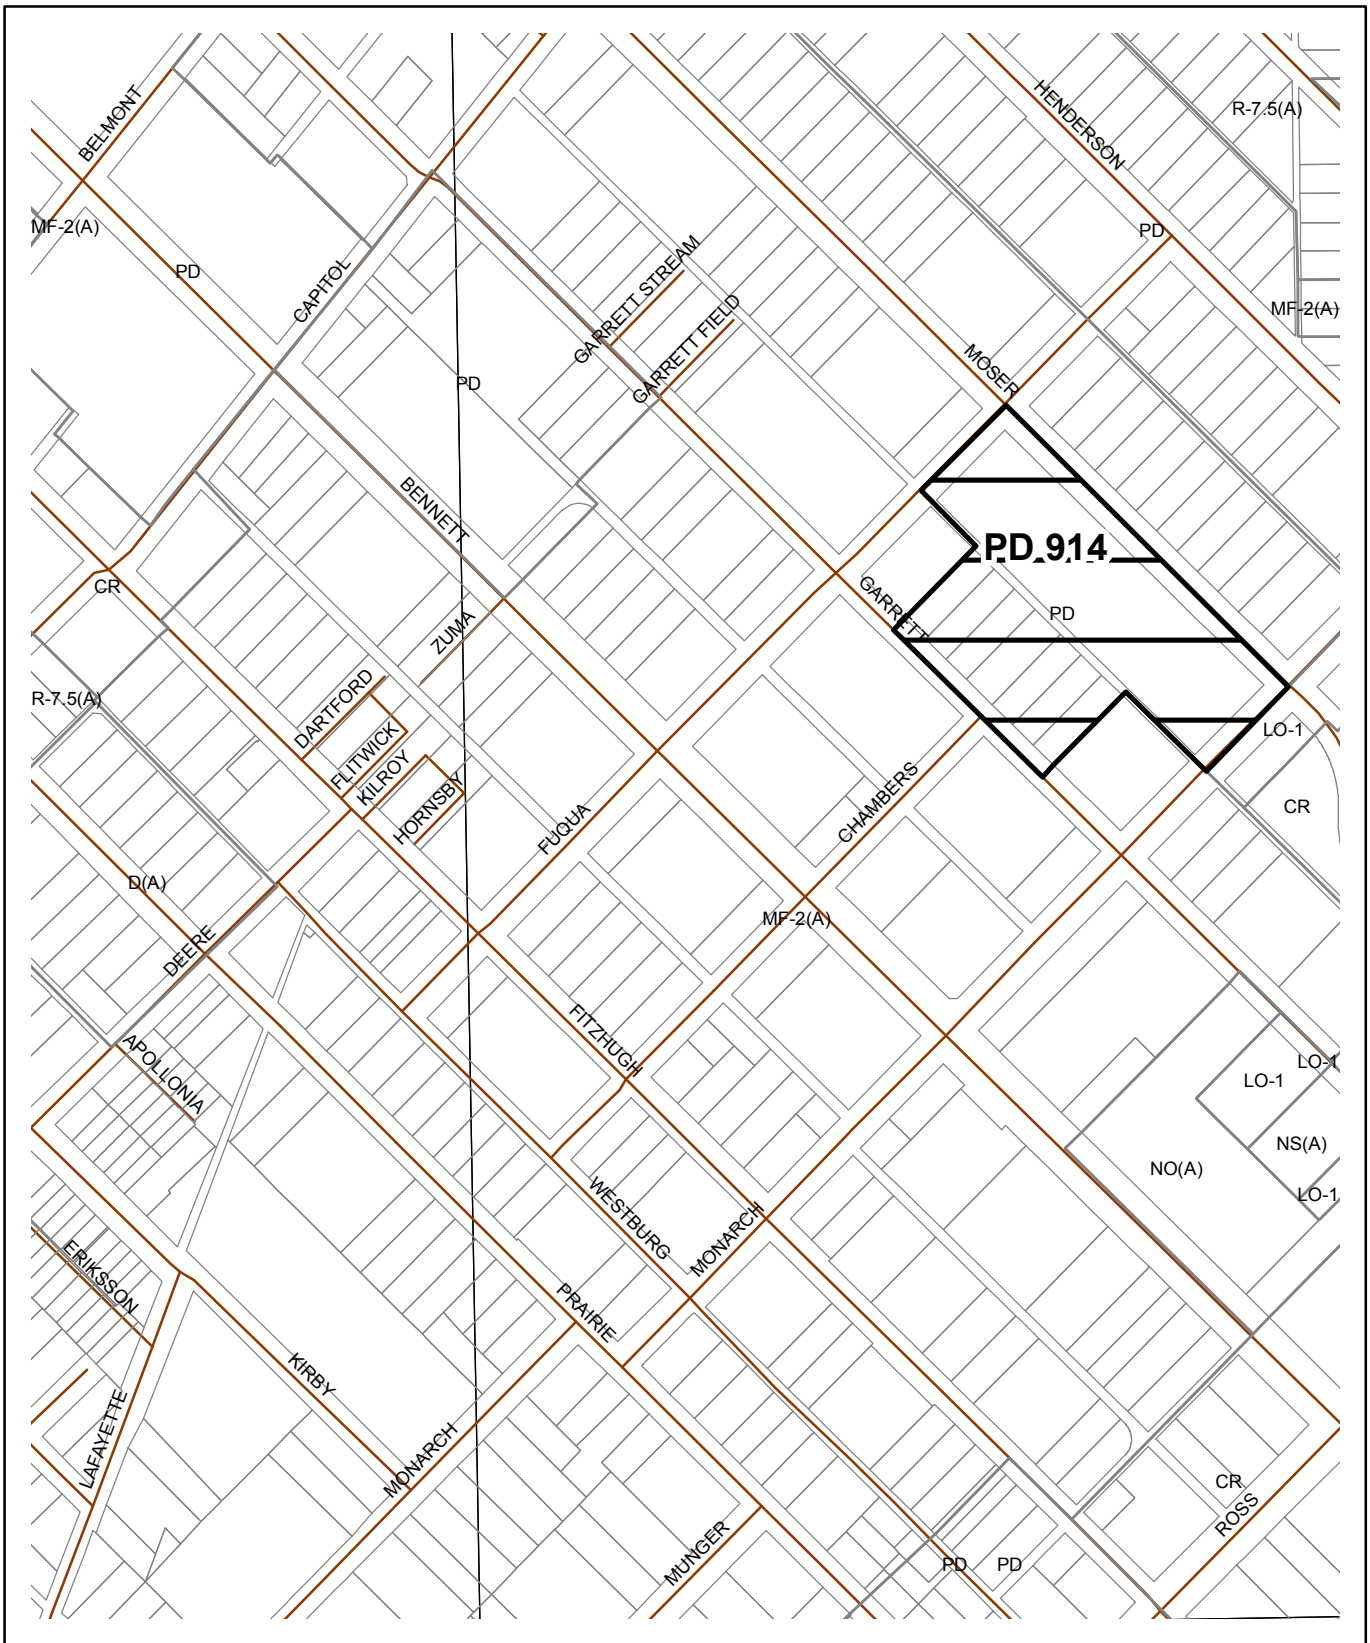 BELMONT
HENDERSON
R-7.5(A)
MF-2(A)
PD
PD
CAPITOL
GARRETT STREAM
GARRETT FIELD
MF-2(A)
MOSER
PD
BENNETT
PD 914
CR
GARRETT
PD
ZUMA
R-7.5(A)
DARTFORD
FLITWICK
KILROY
HORNSBY
LO-1
CHAMBERS
CR
FUQUA
D(A)
MF-2(A)
DEERE
FITZHUGH
APOLLONIA
LO-1
LO-1
NS(A)
NO(A)
LO-1
WESTBURG
MONARCH
ERIKSSON
PRAIRIE
KIRBY
LAFAYETTE
MONARCH
CR
ROSS
MUNGER
PD
PD